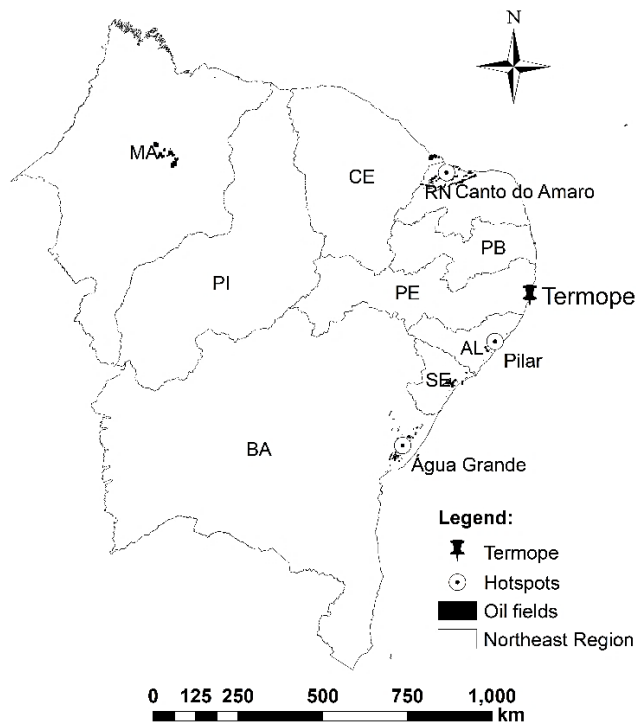 N
MA
CE
RN Canto do Amaro
PB
PI
PE
Termope
AL
Pilar
SE
BA
Água Grande
Legend:
Termope
Hotspots
Oil fields
Northeast Region
0 125 250 500 750 1,000
km